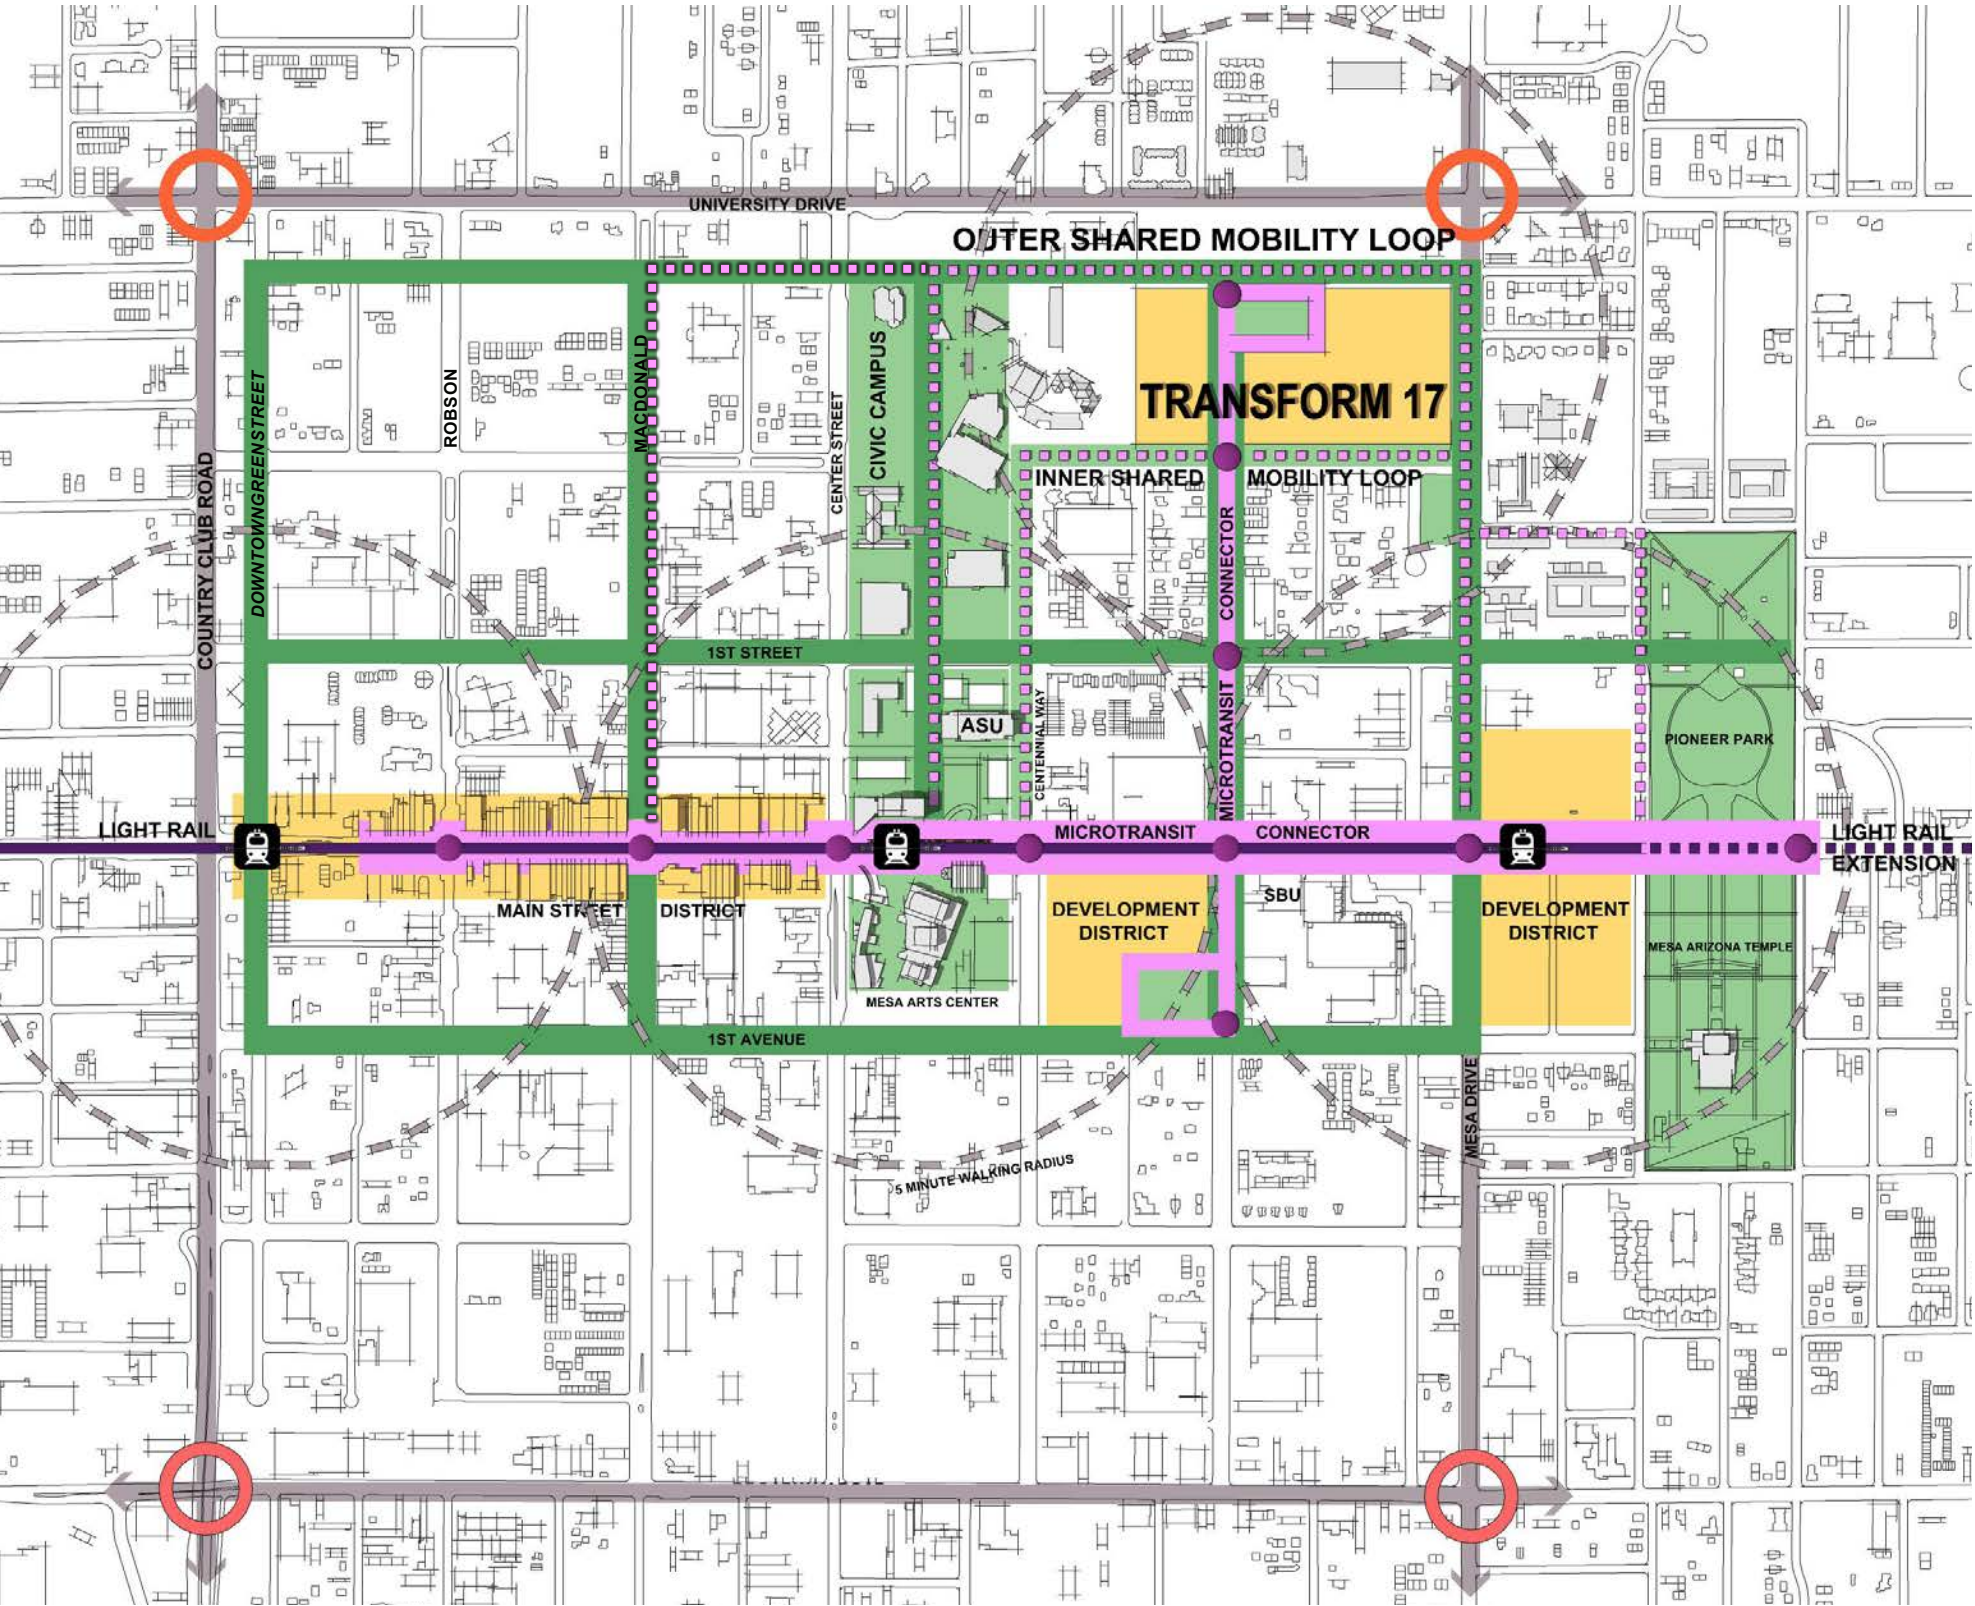 UNIVERSITY DRIVE
OUTER SHARED MOBILITY LOOP
DOWNTOWNGREENSTREET
COUNTRY CLUB ROAD
ROBSON
MACDONALD
CENTER STREET
CIVIC CAMPUS
TRANSFORM 17
INNER SHARED
MOBILITY LOOP
CONNECTOR
MICROTRANSIT
1ST STREET
ASU
CENTENNIAL WAY
PIONEER PARK
LIGHT RAIL
MICROTRANSIT
CONNECTOR
LIGHT RAIL
EXTENSION
MAIN STREET
DISTRICT
DEVELOPMENT
DISTRICT
SBU
DEVELOPMENT
DISTRICT
MESA ARIZONA TEMPLE
MESA ARTS CENTER
1ST AVENUE
MESA DRIVE
5 MINUTE WALKING RADIUS